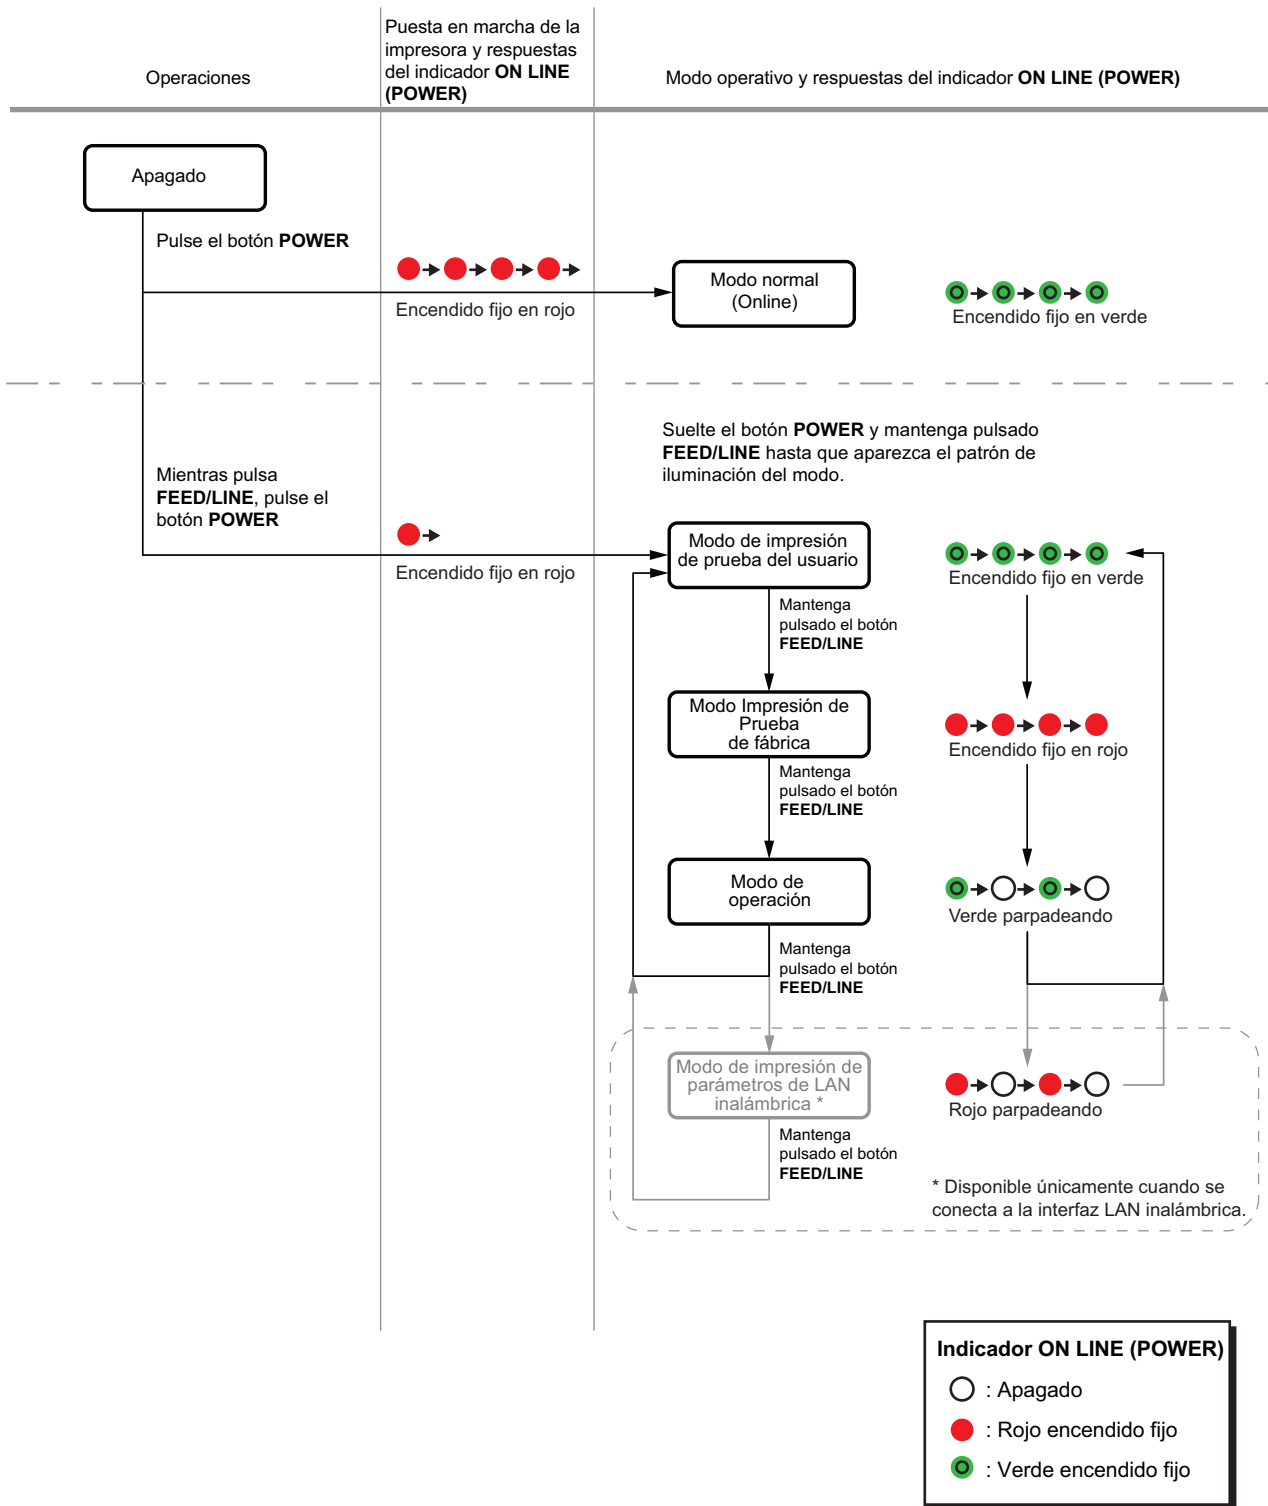 Operaciones
Puesta en marcha de la
impresora y respuestas
del indicador ON LINE
(POWER)
Modo operativo y respuestas del indicador ON LINE (POWER)
Apagado
Pulse el botón POWER
Encendido fijo en rojo
Modo normal
(Online)
Encendido fijo en verde
Suelte el botón POWER y mantenga pulsado
FEED/LINE hasta que aparezca el patrón de
iluminación del modo.
Mientras pulsa
FEED/LINE, pulse el
botón POWER
Encendido fijo en rojo
Modo de impresión
de prueba del usuario
Encendido fijo en verde
Mantenga
pulsado el botón
FEED/LINE
Modo Impresión de
Prueba
de fábrica
Encendido fijo en rojo
Mantenga
pulsado el botón
FEED/LINE
Modo de
operación
Verde parpadeando
Mantenga
pulsado el botón
FEED/LINE
Modo de impresión de
parámetros de LAN
inalámbrica *
Rojo parpadeando
Mantenga
pulsado el botón
FEED/LINE
* Disponible únicamente cuando se
conecta a la interfaz LAN inalámbrica.
Indicador ON LINE (POWER)
: Apagado
: Rojo encendido fijo
: Verde encendido fijo